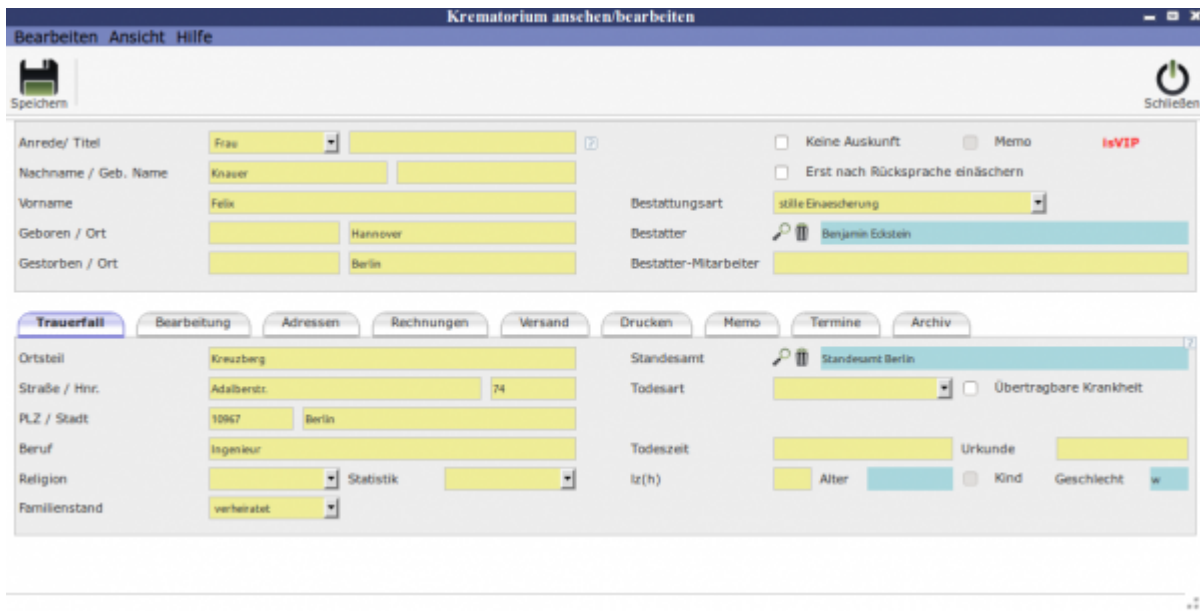 Krematorium ansehen/bearbeiten
Bearbeiten Ansicht Hilfe
Speichern
Schließen
Anrede/ Titel Frau ? Keine Auskunft Memo isVIP
Nachname / Geb. Name Knauer Erst nach Rücksprache einäschern
Vorname Felix Bestattungsart stille Einaescherung
Geboren / Ort Hannover Bestatter Benjamin Eckstein
Gestorben / Ort Berlin Bestatter-Mitarbeiter
Trauerfall Bearbeitung Adressen Rechnungen Versand Drucken Memo Termine Archiv
?
Ortsteil Kreuzberg Standesamt Standesamt Berlin
Straße / Hnr. Adalberstr. 74 Todesart Übertragbare Krankheit
PLZ / Stadt 10967 Berlin
Beruf Ingenieur Todeszeit Urkunde
Religion Statistik Iz(h) Alter Kind Geschlecht w
Familienstand verheiratet